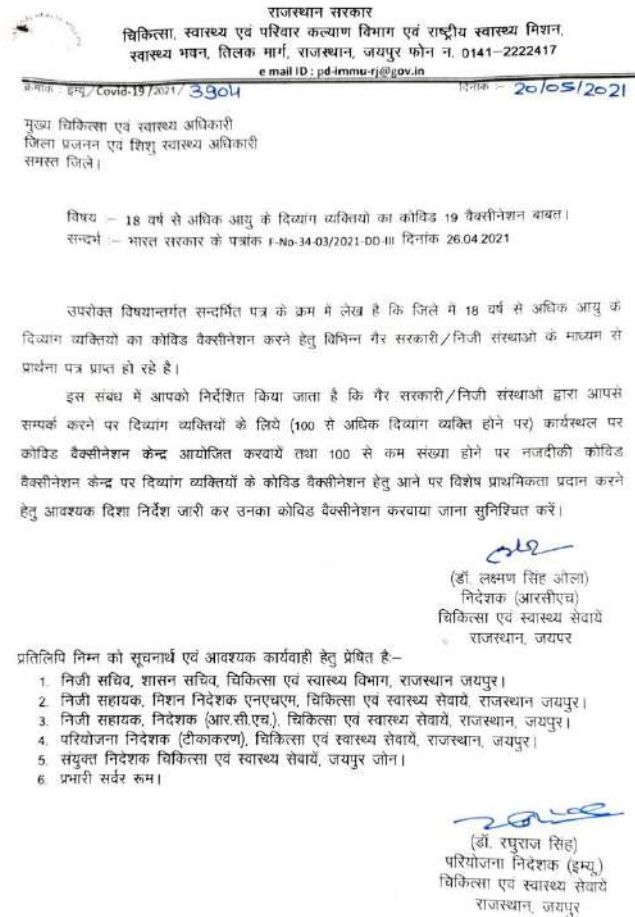 राजस्थान सरकार
चिकित्सा, स्वास्थ्य एवं परिवार कल्याण विभाग एवं राष्ट्रीय स्वास्थ्य मिशन,
स्वास्थ्य भवन, तिलक मार्ग, राजस्थान, जयपुर फोन न. 0141–2222417
e mail ID : pd-immu-rj@gov.in
क्रमांक : इम्यू/Covid-19/2021/ 3904 दिनांक :- 20/05/2021
मुख्य चिकित्सा एवं स्वास्थ्य अधिकारी
जिला प्रजनन एवं शिशु स्वास्थ्य अधिकारी
समस्त जिले।
विषय – 18 वर्ष से अधिक आयु के दिव्यांग व्यक्तियो का कोविड 19 वैक्सीनेशन बाबत।
सन्दर्भ :– भारत सरकार के पत्रांक F-No-34-03/2021-DD-III दिनांक 26.04.2021
उपरोक्त विषयान्तर्गत सन्दर्भित पत्र के क्रम मे लेख है कि जिले मे 18 वर्ष से अधिक आयु के
दिव्याग व्यक्तियों का कोविड वैक्सीनेशन करने हेतु विभिन्न गैर सरकारी/निजी संस्थाओ के माध्यम से
प्रार्थना पत्र प्राप्त हो रहे है।
इस संबंध में आपको निर्देशित किया जाता है कि गैर सरकारी/निजी संस्थाओ द्वारा आपसे
सम्पर्क करने पर दिव्यांग व्यक्तियों के लिये (100 से अधिक दिव्यांग व्यक्ति होने पर) कार्यस्थल पर
कोविड वैक्सीनेशन केन्द्र आयोजित करवायें तथा 100 से कम संख्या होने पर नजदीकी कोविड
वैक्सीनेशन केन्द्र पर दिव्यांग व्यक्तियों के कोविड वैक्सीनेशन हेतु आने पर विशेष प्राथमिकता प्रदान करने
हेतु आवश्यक दिशा निर्देश जारी कर उनका कोविड वैक्सीनेशन करवाया जाना सुनिश्चित करें।
(डॉ. लक्ष्मण सिंह ओला)
निदेशक (आरसीएच)
चिकित्सा एवं स्वास्थ्य सेवायें
राजस्थान, जयपर
प्रतिलिपि निम्न को सूचनार्थ एवं आवश्यक कार्यवाही हेतु प्रेषित है:–
1. निजी सचिव, शासन सचिव, चिकित्सा एवं स्वास्थ्य विभाग, राजस्थान जयपुर।
2. निजी सहायक, मिशन निदेशक एनएचएम, चिकित्सा एवं स्वास्थ्य सेवायें, राजस्थान जयपुर।
3. निजी सहायक, निदेशक (आर.सी.एच.), चिकित्सा एवं स्वास्थ्य सेवायें, राजस्थान, जयपुर।
4. परियोजना निदेशक (टीकाकरण), चिकित्सा एवं स्वास्थ्य सेवायें, राजस्थान, जयपुर।
5. संयुक्त निदेशक चिकित्सा एवं स्वास्थ्य सेवायें, जयपुर जोन।
6. प्रभारी सर्वर रूम।
(डॉ. रघुराज सिंह)
परियोजना निदेशक (इम्यू)
चिकित्सा एवं स्वास्थ्य सेवायें
राजस्थान, जयपुर